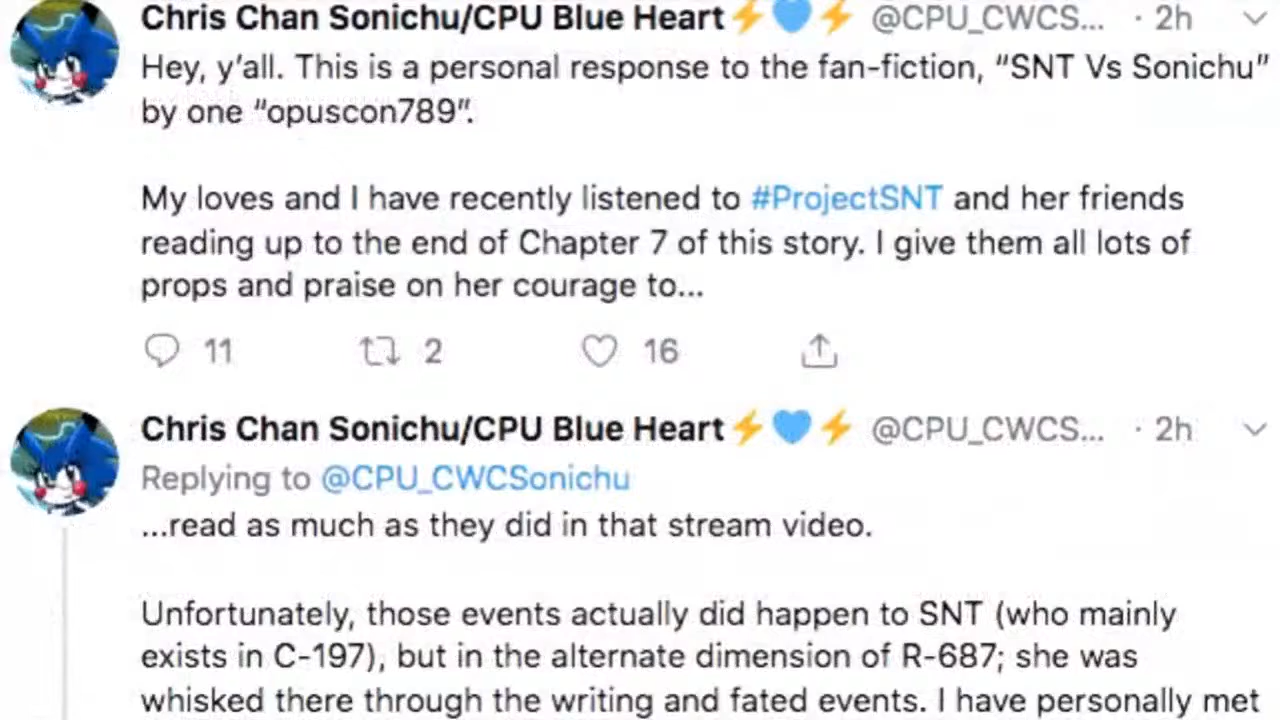 Chris Chan Sonichu/CPU Blue Heart⚡💙⚡ @CPU_CWCS... · 2h
Hey, y’all. This is a personal response to the fan-fiction, “SNT Vs Sonichu”
by one “opuscon789”.
My loves and I have recently listened to #ProjectSNT and her friends
reading up to the end of Chapter 7 of this story. I give them all lots of
props and praise on her courage to...
11 2 16
Chris Chan Sonichu/CPU Blue Heart⚡💙⚡ @CPU_CWCS... · 2h
Replying to @CPU_CWCSonichu
...read as much as they did in that stream video.
Unfortunately, those events actually did happen to SNT (who mainly
exists in C-197), but in the alternate dimension of R-687; she was
whisked there through the writing and fated events. I have personally met